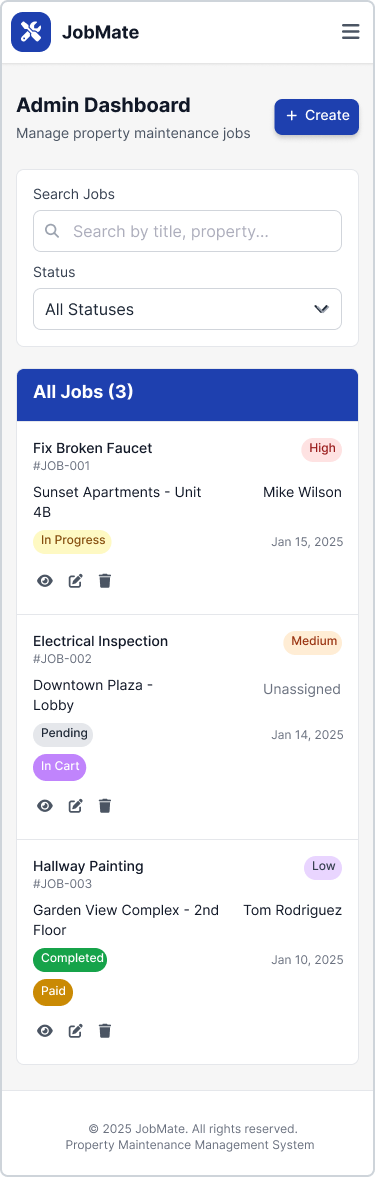 JobMate
Admin Dashboard
Manage property maintenance jobs
+ Create
Search Jobs
Search by title, property...
Status
All Statuses
All Jobs (3)
Fix Broken Faucet
High
#JOB-001
Sunset Apartments - Unit
4B
Mike Wilson
In Progress
Jan 15, 2025
Electrical Inspection
Medium
#JOB-002
Downtown Plaza -
Lobby
Unassigned
Pending
Jan 14, 2025
In Cart
Hallway Painting
Low
#JOB-003
Garden View Complex - 2nd
Floor
Tom Rodriguez
Completed
Jan 10, 2025
Paid
© 2025 JobMate. All rights reserved.
Property Maintenance Management System